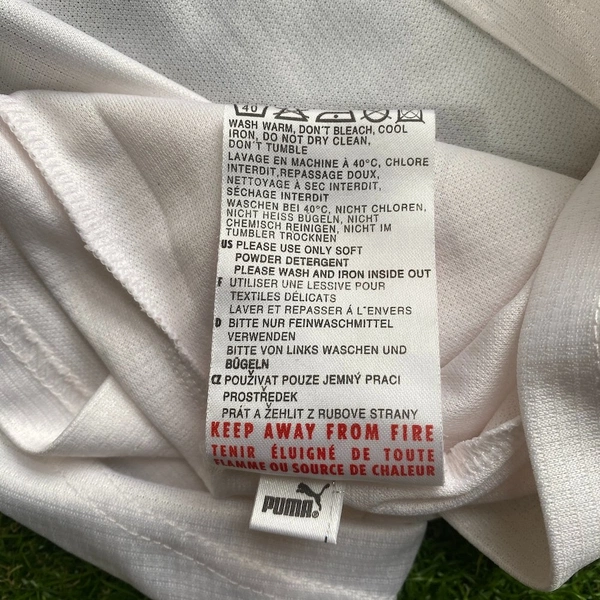 40
WASH WARM, DON'T BLEACH, COOL
IRON, DO NOT DRY CLEAN,
DON'T TUMBLE
LAVAGE EN MACHINE À 40°C, CHLORE
INTERDIT,REPASSAGE DOUX,
NETTOYAGE À SEC INTERDIT,
SÉCHAGE INTERDIT
WASCHEN BEI 40°C, NICHT CHLOREN,
NICHT HEISS BÜGELN, NICHT
CHEMISCH REINIGEN, NICHT IM
TUMBLER TROCKNEN
US PLEASE USE ONLY SOFT
POWDER DETERGENT
PLEASE WASH AND IRON INSIDE OUT
F UTILISER UNE LESSIVE POUR
TEXTILES DÉLICATS
LAVER ET REPASSER À L'ENVERS
D BITTE NUR FEINWASCHMITTEL
VERWENDEN
BITTE VON LINKS WASCHEN UND
BÜGELN
CZ POUŽÍVAT POUZE JEMNÝ PRACI
PROSTŘEDEK
PRÁT A ŽEHLIT Z RUBOVE STRANY
KEEP AWAY FROM FIRE
TENIR ÉLUIGNÉ DE TOUTE
FLAMME OU SOURCE DE CHALEUR
PUMA®